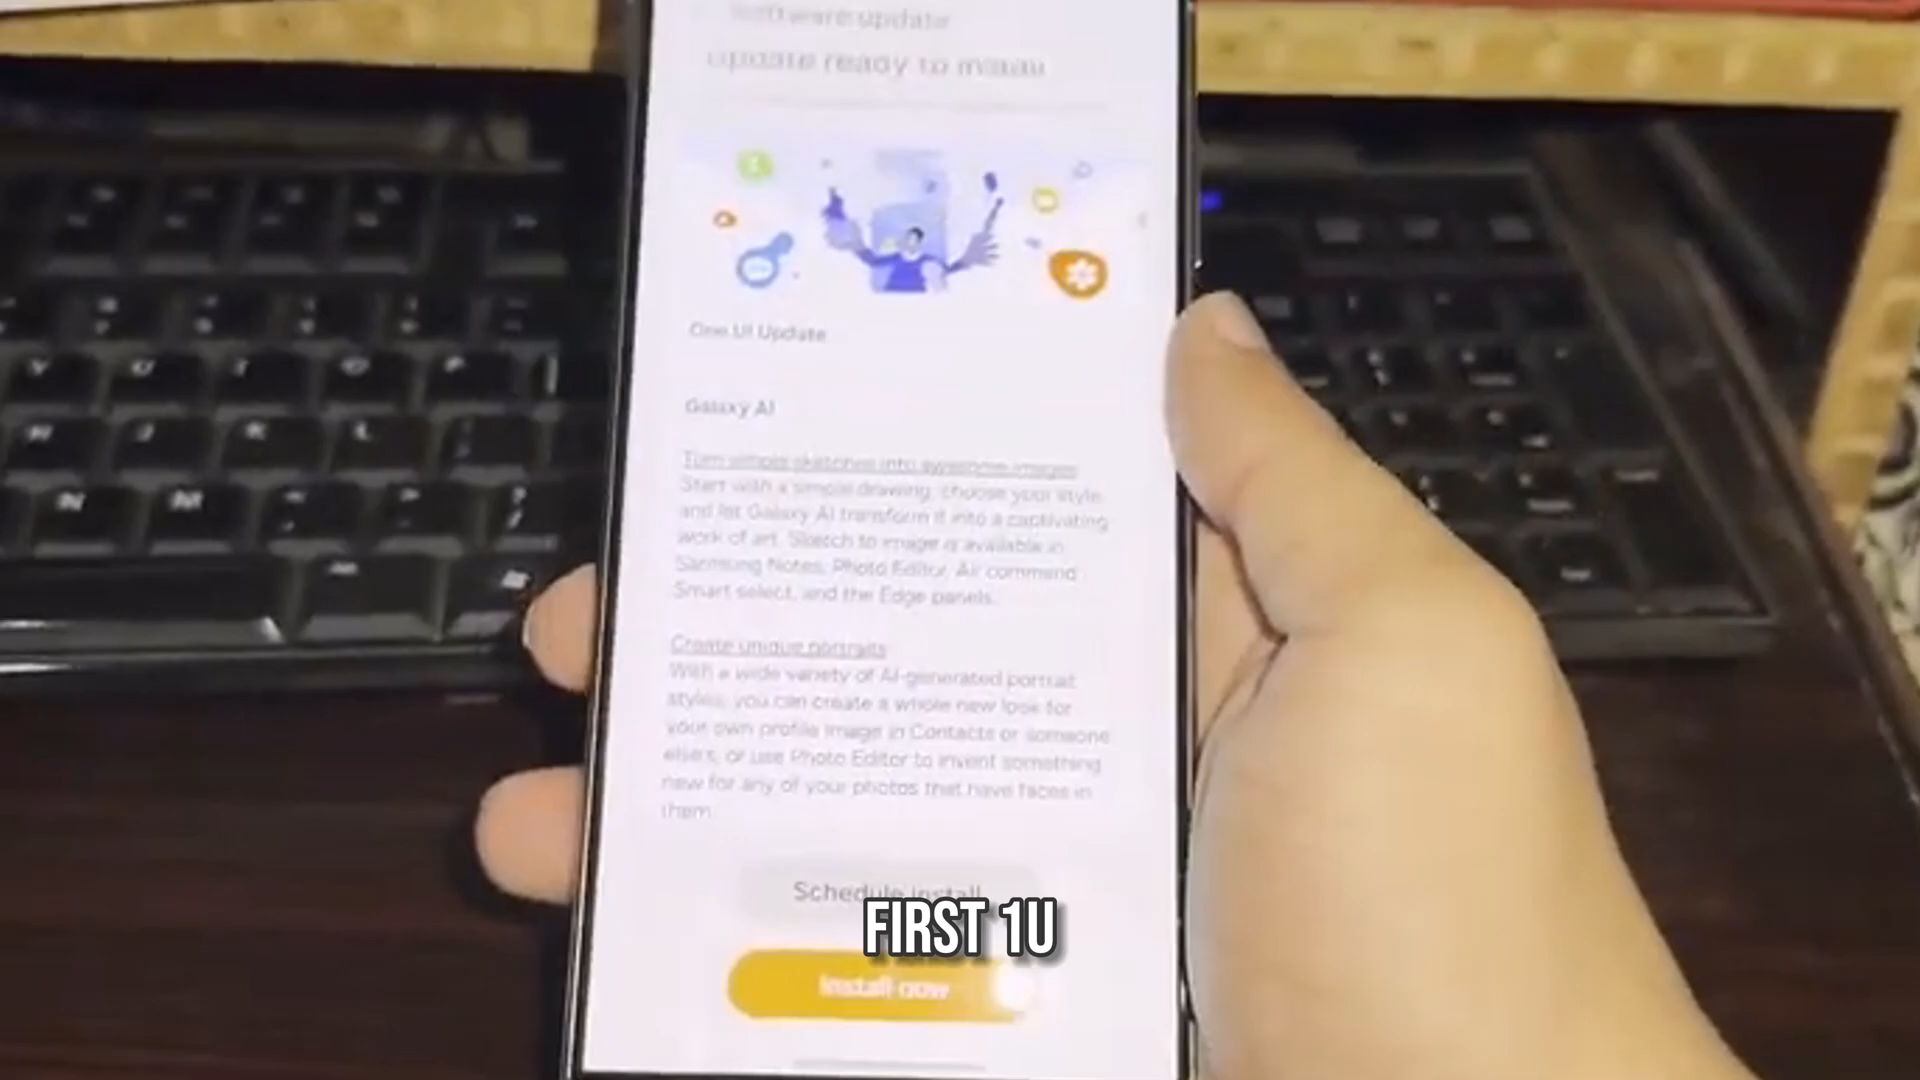 Software update
Update ready to install
One UI Update
Galaxy AI
Turn simple sketches into awesome images
Start with a simple drawing, choose your style
and let Galaxy AI transform it into a captivating
work of art. Sketch to image is available in
Samsung Notes, Photo Editor, Air command
Smart select, and the Edge panels.
Create unique portraits
With a wide variety of AI-generated portrait
styles, you can create a whole new look for
your own profile image in Contacts or someone
else's, or use Photo Editor to invent something
new for any of your photos that have faces in
them.
Schedule install
FIRST 1U
Install now